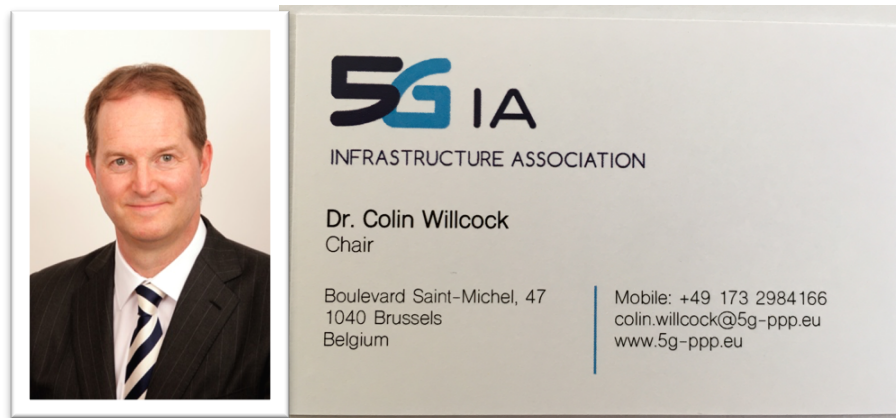 5G IA
INFRASTRUCTURE ASSOCIATION
Dr. Colin Willcock
Chair
Boulevard Saint-Michel, 47
1040 Brussels
Belgium
Mobile: +49 173 2984166
colin.willcock@5g-ppp.eu
www.5g-ppp.eu